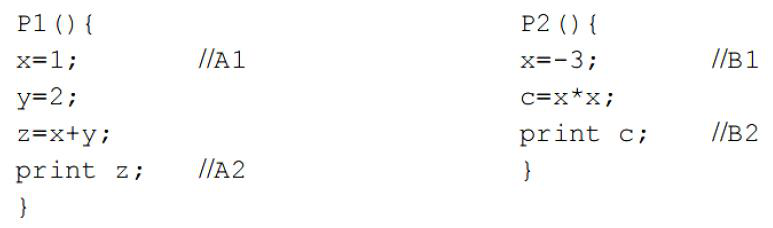 P1(){
x=1; //A1
y=2;
z=x+y;
print z; //A2
}
P2(){
x=-3; //B1
c=x*x;
print c; //B2
}